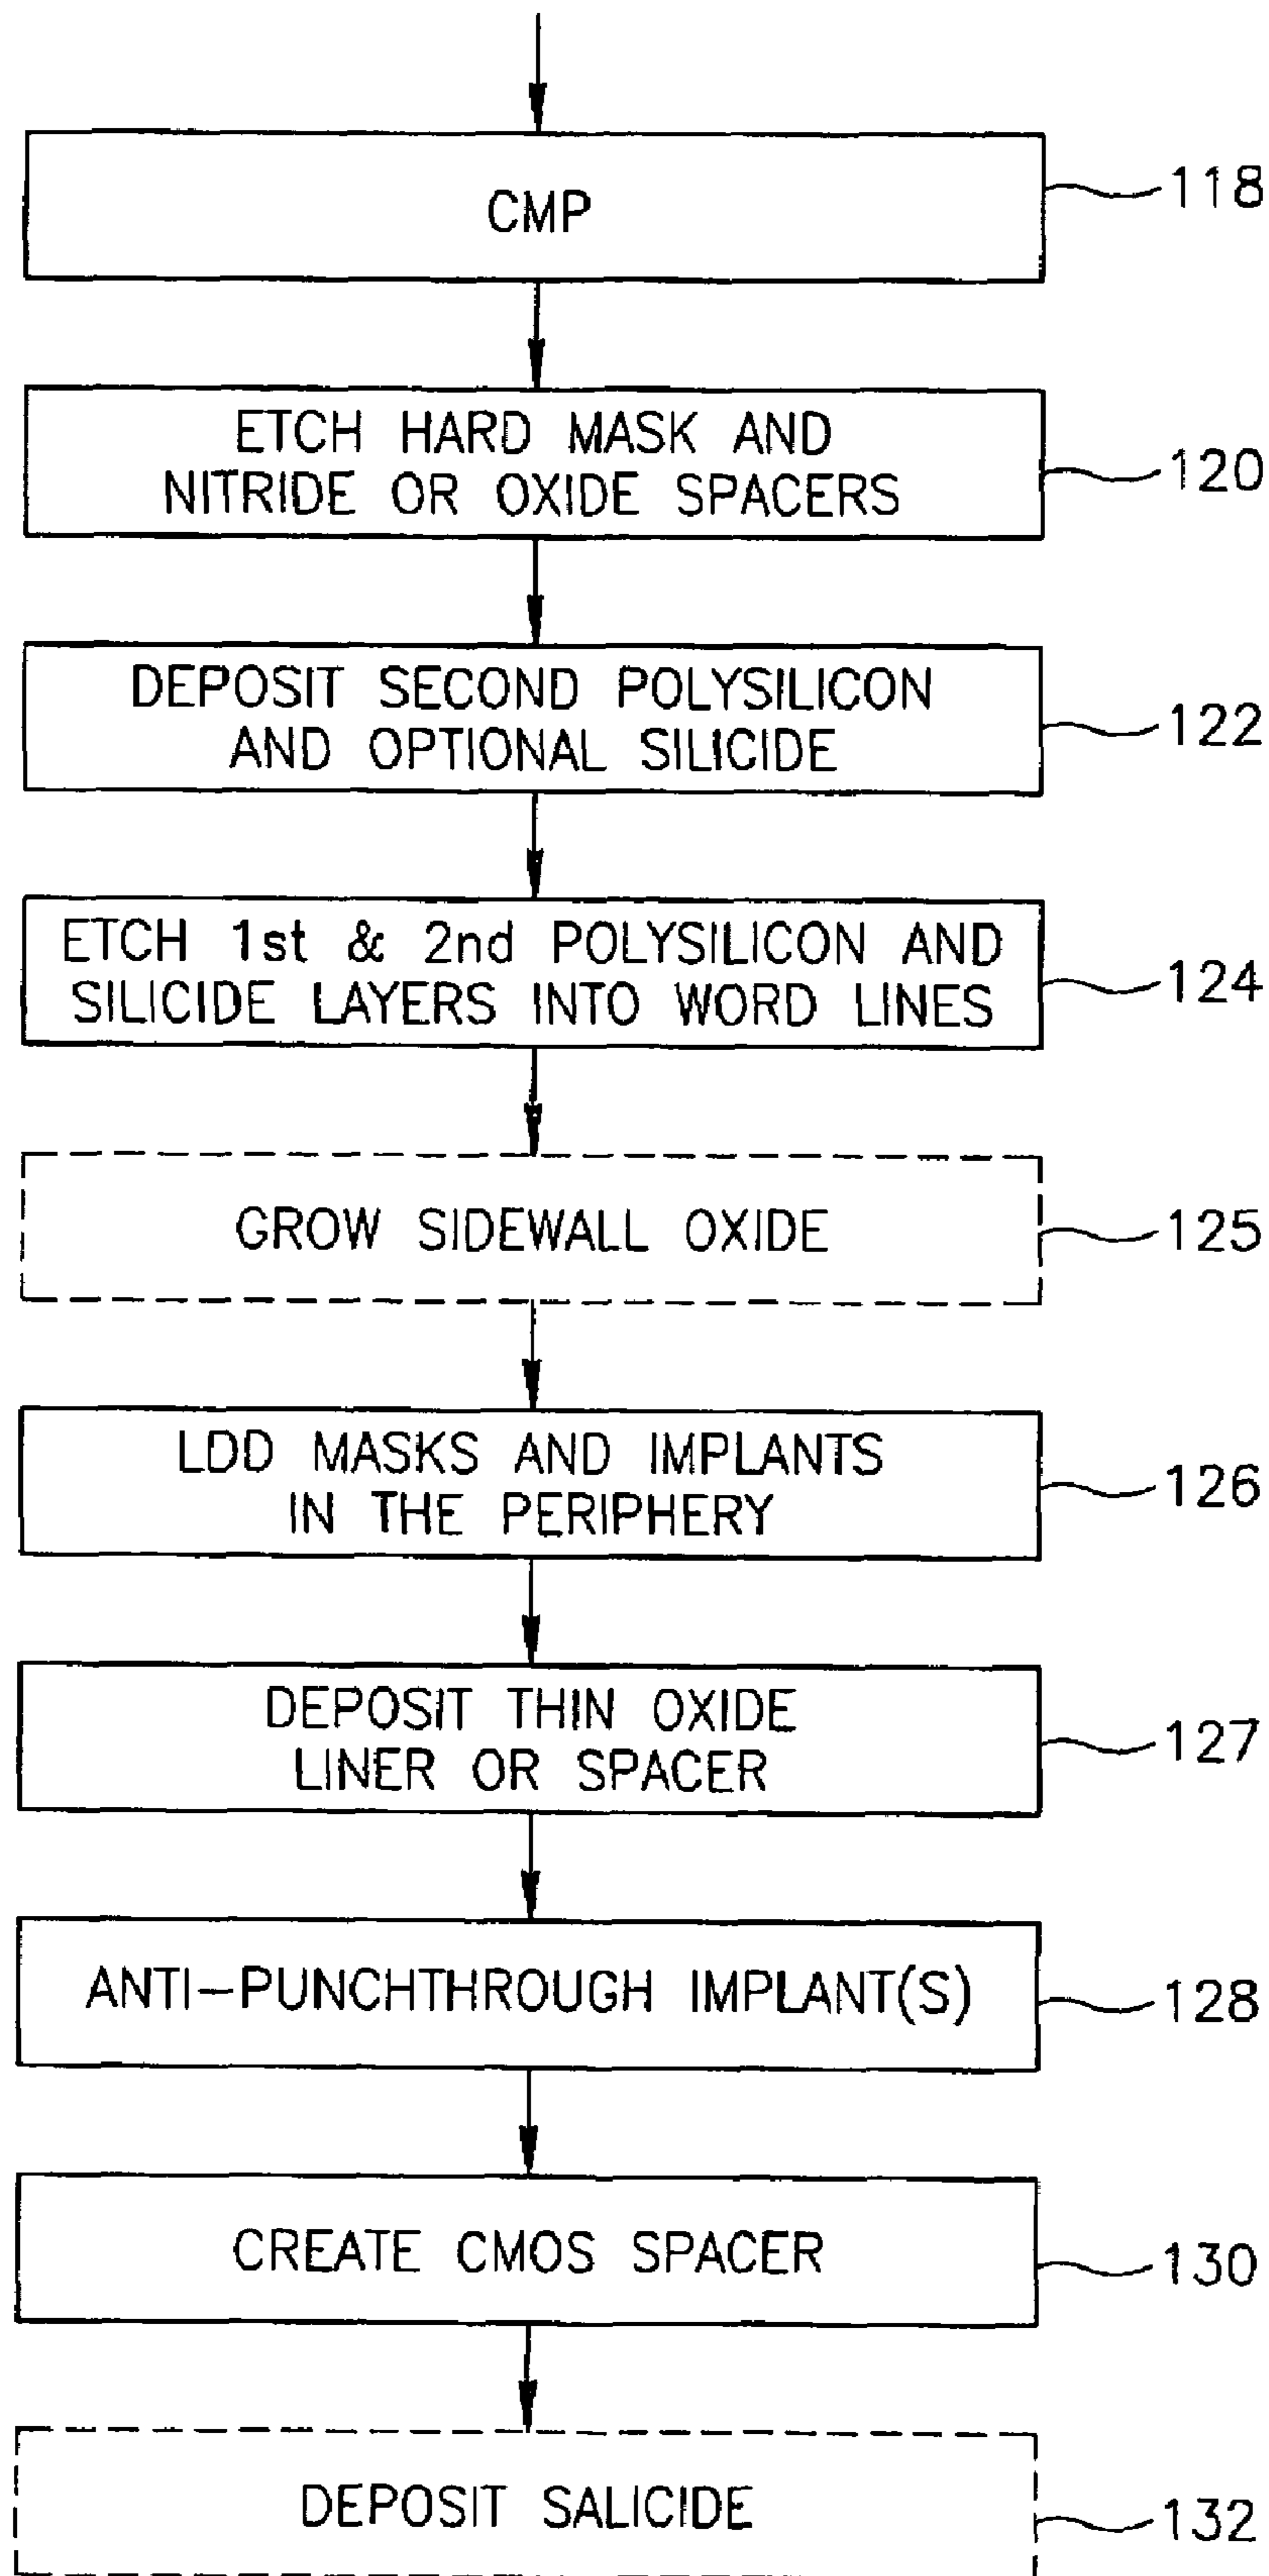 CMP
118
ETCH HARD MASK AND
NITRIDE OR OXIDE SPACERS
120
DEPOSIT SECOND POLYSILICON
AND OPTIONAL SILICIDE
122
ETCH 1st & 2nd POLYSILICON AND
SILICIDE LAYERS INTO WORD LINES
124
GROW SIDEWALL OXIDE
125
LDD MASKS AND IMPLANTS
IN THE PERIPHERY
126
DEPOSIT THIN OXIDE
LINER OR SPACER
127
ANTI-PUNCHTHROUGH IMPLANT(S)
128
CREATE CMOS SPACER
130
DEPOSIT SALICIDE
132